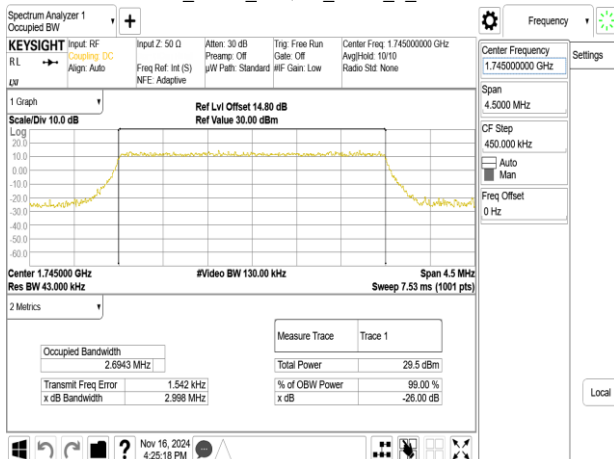 Spectrum Analyzer 1
Occupied BW
Frequency
KEYSIGHT
RL
Input: RF
Coupling: DC
Align: Auto
Input Z: 50 Ω
Freq Ref: Int (S)
NFE: Adaptive
Atten: 30 dB
Preamp: Off
µW Path: Standard
Trig: Free Run
Gate: Off
#IF Gain: Low
Center Freq: 1.745000000 GHz
Avg|Hold: 10/10
Radio Std: None
Center Frequency
1.745000000 GHz
Settings
Span
4.5000 MHz
CF Step
450.000 kHz
Auto
Man
Freq Offset
0 Hz
Local
1 Graph
Scale/Div 10.0 dB
Ref Lvl Offset 14.80 dB
Ref Value 30.00 dBm
Log
20.0
10.0
0.00
-10.0
-20.0
-30.0
-40.0
-50.0
-60.0
Center 1.745000 GHz
#Video BW 130.00 kHz
Span 4.5 MHz
Res BW 43.000 kHz
Sweep 7.53 ms (1001 pts)
2 Metrics
Measure Trace
Trace 1
Occupied Bandwidth
2.6943 MHz
Total Power
29.5 dBm
Transmit Freq Error
1.542 kHz
% of OBW Power
99.00 %
x dB Bandwidth
2.998 MHz
x dB
-26.00 dB
?
Nov 16, 2024
4:25:18 PM